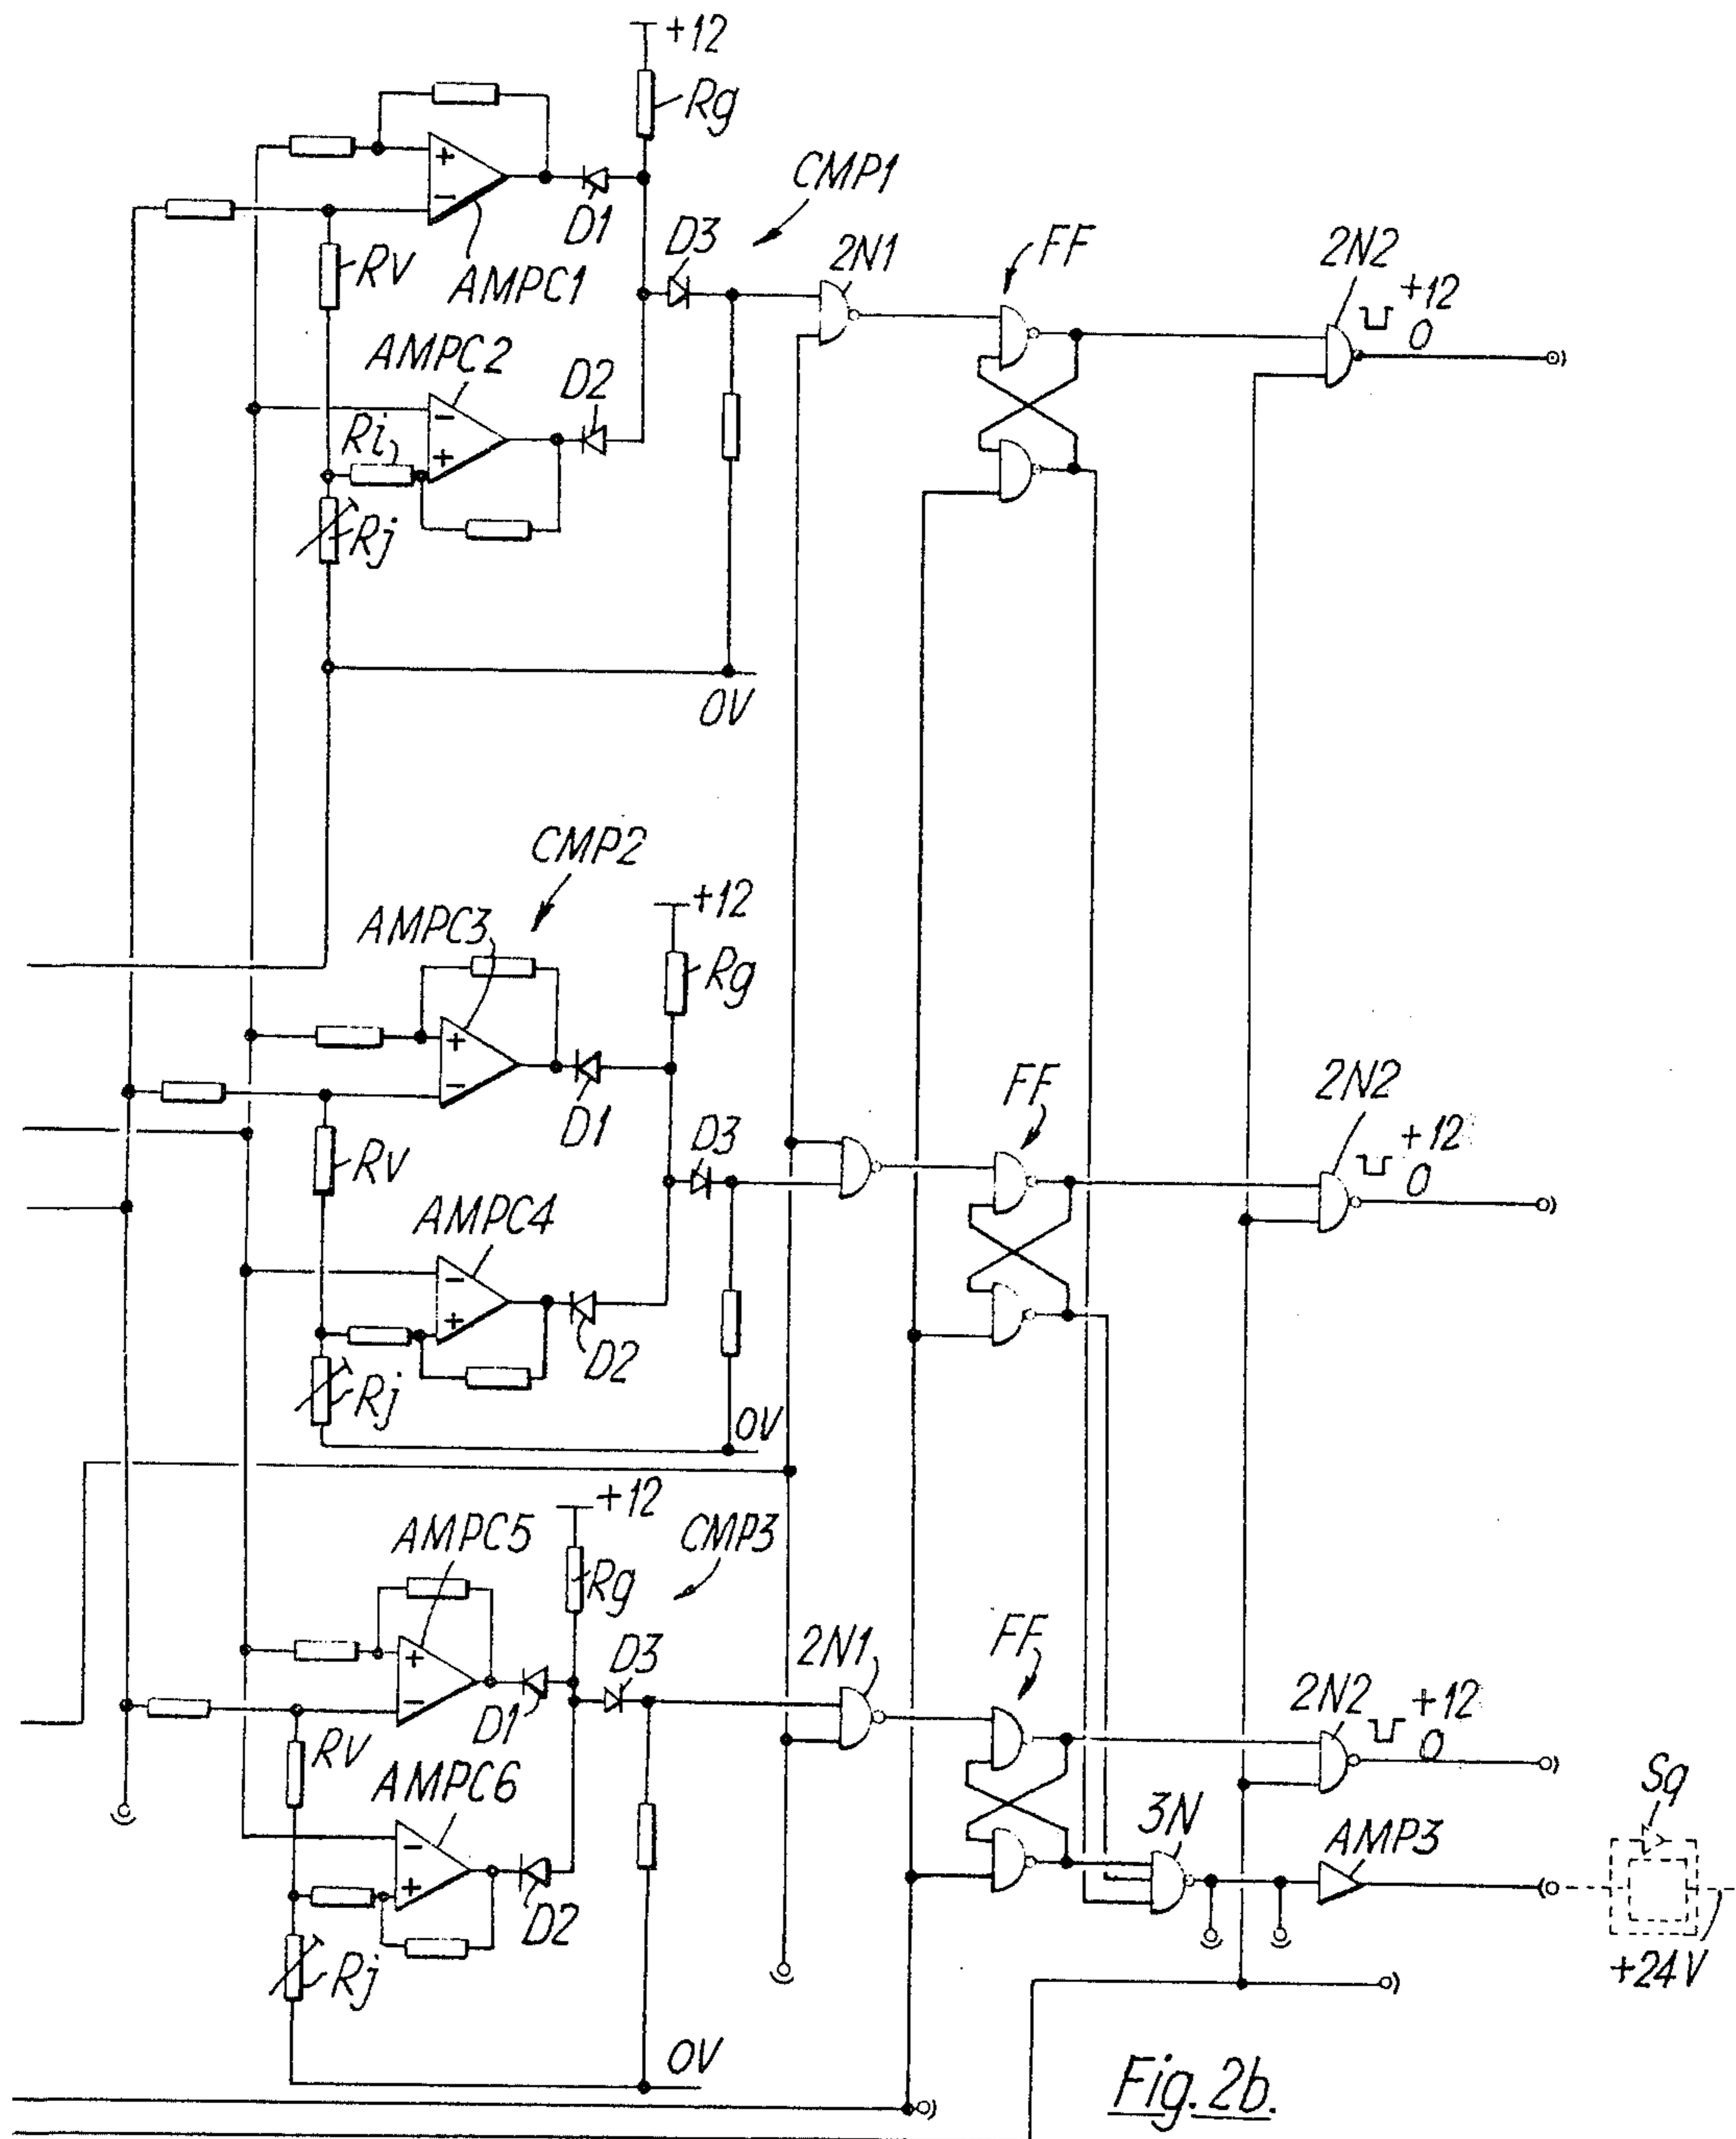 +12
Rg
CMP1
D1
D3
2N1
FF
2N2
+12
0
Rv
AMPC1
AMPC2
D2
Ri
Rj
0V
CMP2
+12
AMPC3
Rg
D1
D3
FF
2N2
+12
0
Rv
AMPC4
D2
Rj
0V
+12
AMPC5
CMP3
Rg
2N1
FF
D3
D1
2N2
+12
0
Rv
AMPC6
Sq
3N
AMP3
D2
Rj
+24V
0V
Fig. 2b.